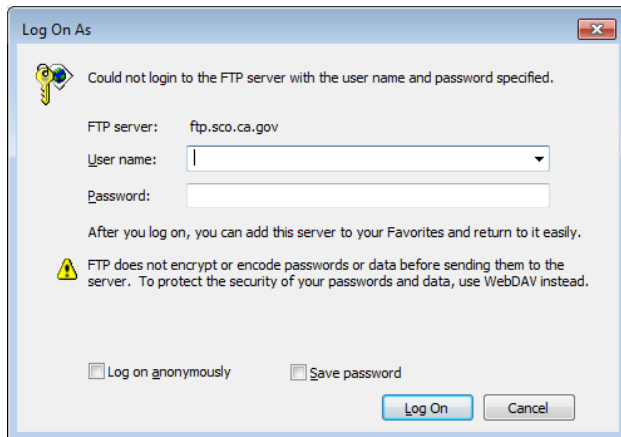 Log On As
Could not login to the FTP server with the user name and password specified.
FTP server: ftp.sco.ca.gov
User name:
Password:
After you log on, you can add this server to your Favorites and return to it easily.
FTP does not encrypt or encode passwords or data before sending them to the
server. To protect the security of your passwords and data, use WebDAV instead.
Log on anonymously Save password
Log On Cancel